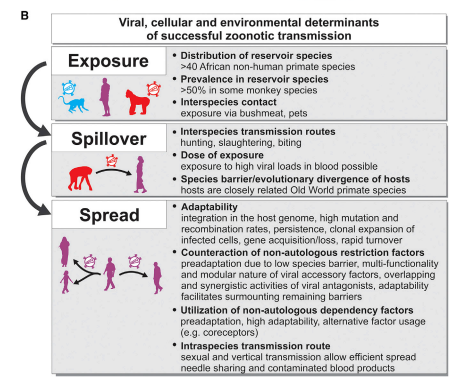 B
Viral, cellular and environmental determinants
of successful zoonotic transmission
Exposure
• Distribution of reservoir species
>40 African non-human primate species
• Prevalence in reservoir species
>50% in some monkey species
• Interspecies contact
exposure via bushmeat, pets
Spillover
• Interspecies transmission routes
hunting, slaughtering, biting
• Dose of exposure
exposure to high viral loads in blood possible
• Species barrier/evolutionary divergence of hosts
hosts are closely related Old World primate species
Spread
• Adaptability
integration in the host genome, high mutation and
recombination rates, persistence, clonal expansion of
infected cells, gene acquisition/loss, rapid turnover
• Counteraction of non-autologous restriction factors
preadaptation due to low species barrier, multi-functionality
and modular nature of viral accessory factors, overlapping
and synergistic activities of viral antagonists, adaptability
facilitates surmounting remaining barriers
• Utilization of non-autologous dependency factors
preadaptation, high adaptability, alternative factor usage
(e.g. coreceptors)
• Intraspecies transmission route
sexual and vertical transmission allow efficient spread
needle sharing and contaminated blood products